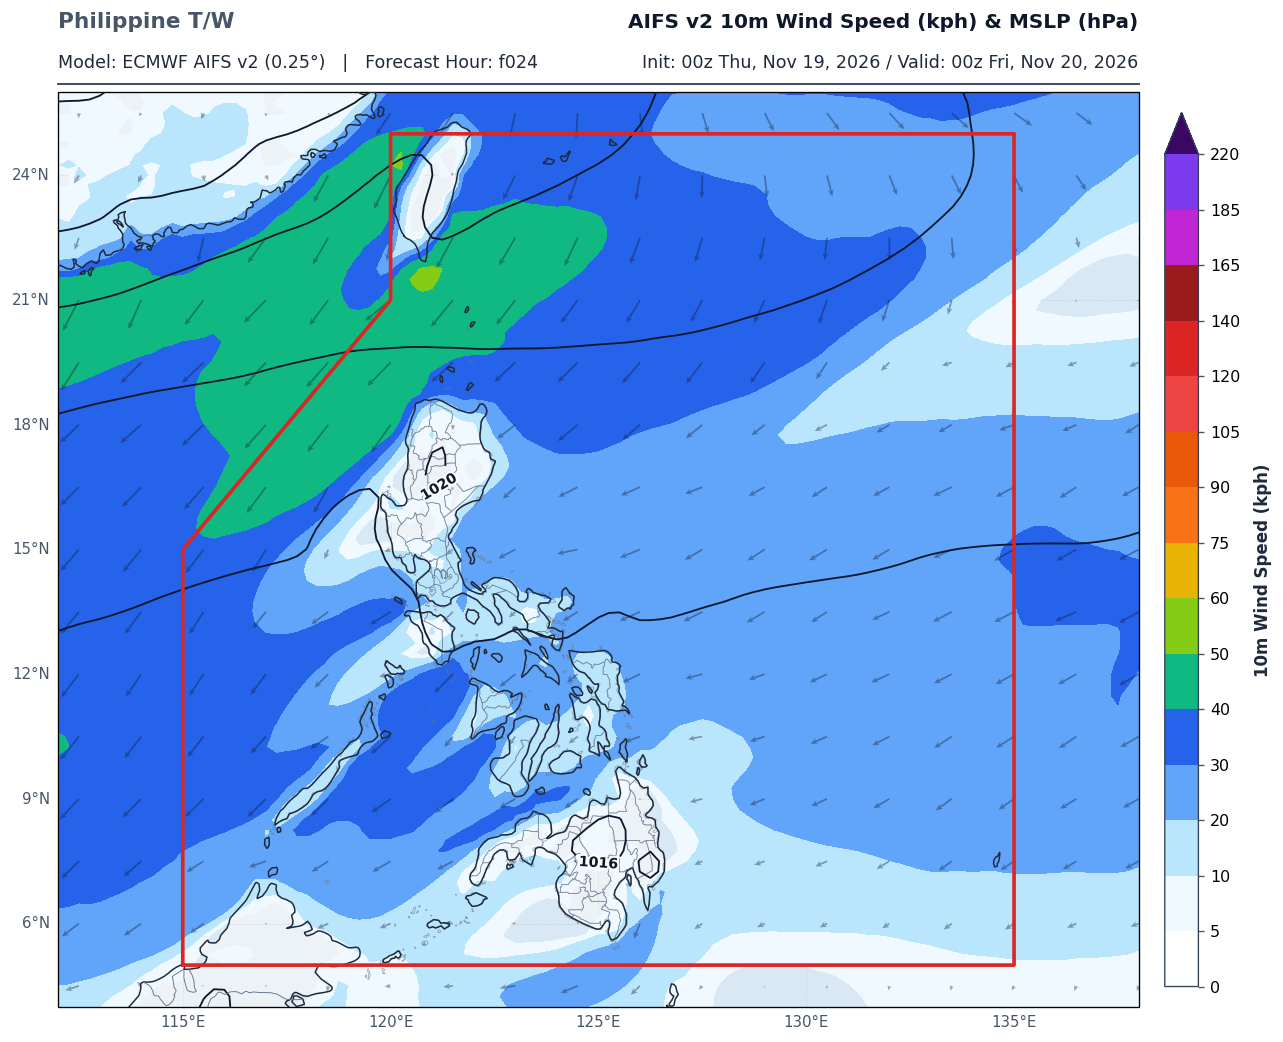 Philippine T/W
AIFS v2 10m Wind Speed (kph) & MSLP (hPa)
Model: ECMWF AIFS v2 (0.25°) | Forecast Hour: f024
Init: 00z Thu, Nov 19, 2026 / Valid: 00z Fri, Nov 20, 2026
24°N
21°N
18°N
15°N
12°N
9°N
6°N
1020
1016
115°E
120°E
125°E
130°E
135°E
220
185
165
140
120
105
90
75
60
50
40
30
20
10
5
0
10m Wind Speed (kph)